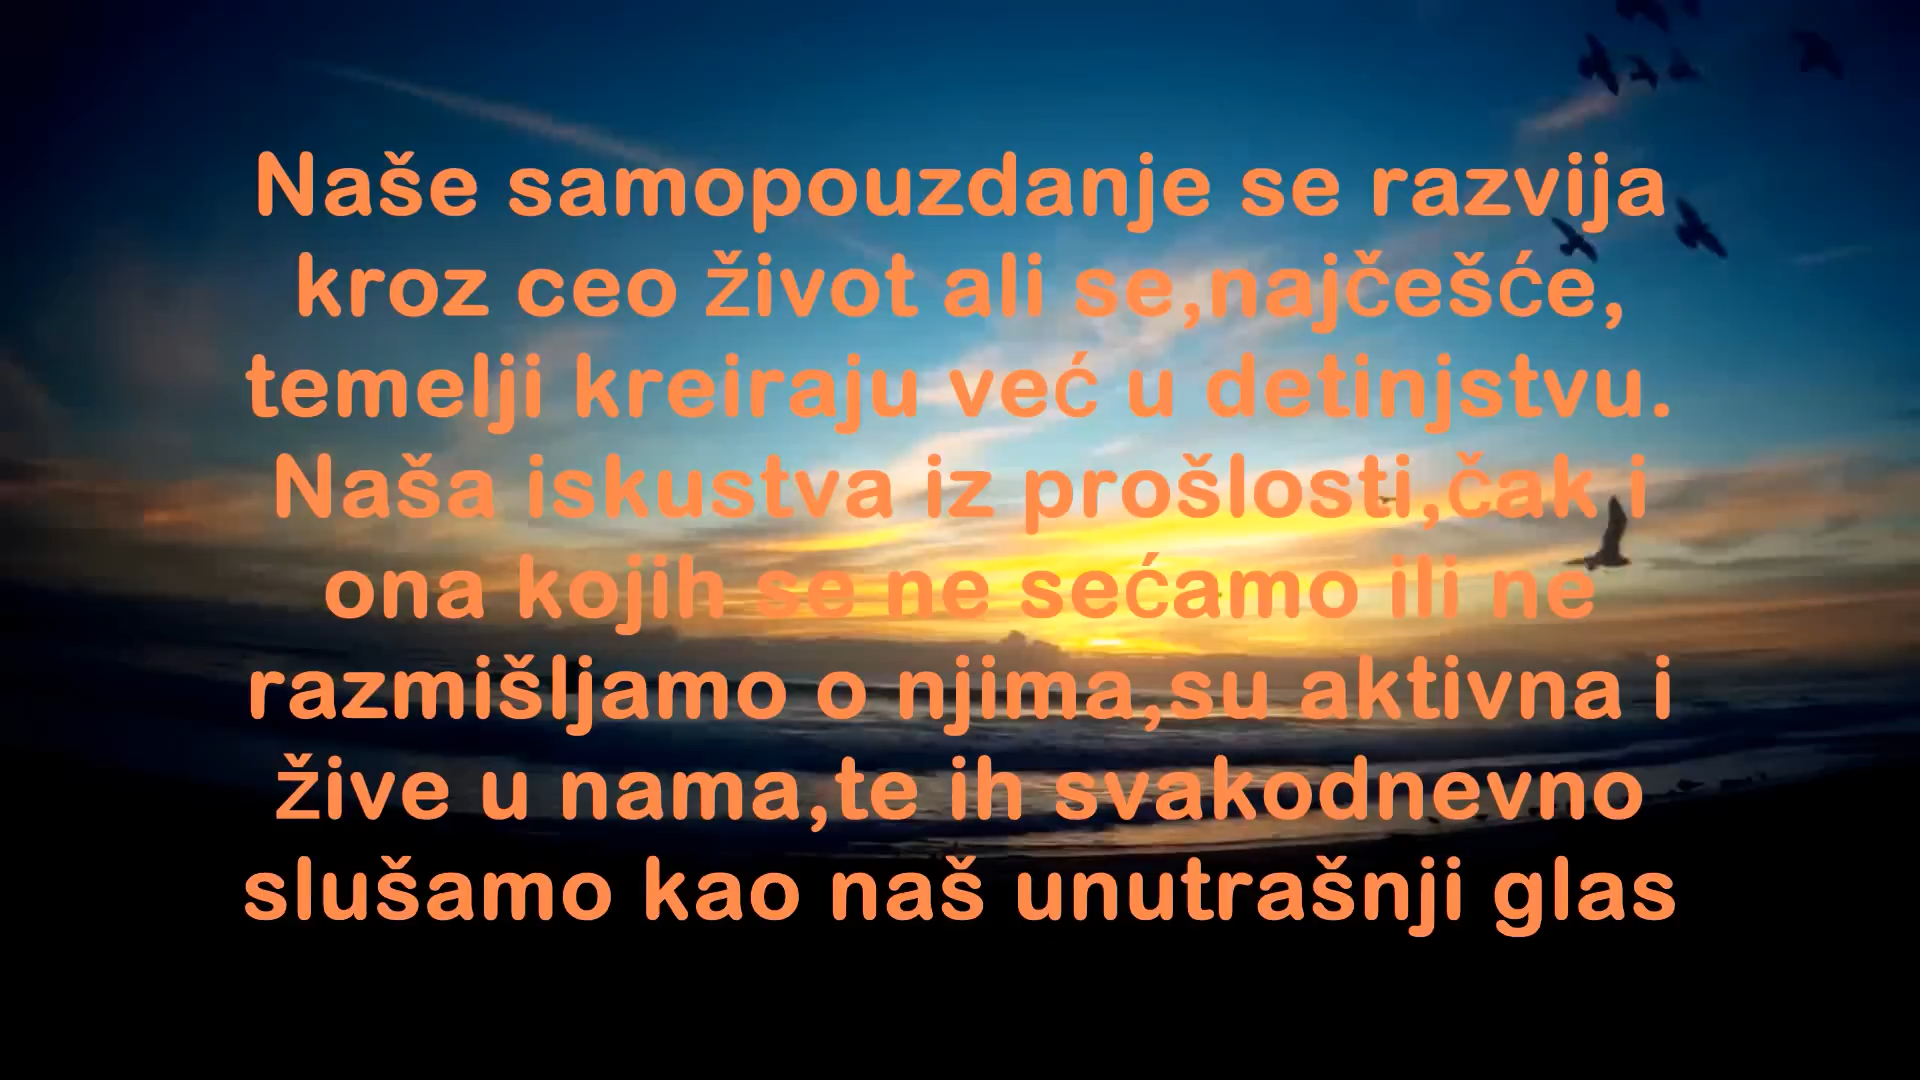 Naše samopouzdanje se razvija
kroz ceo život ali se,najčešće,
temelji kreiraju već u detinjstvu.
Naša iskustva iz prošlosti,čak i
ona kojih se ne sećamo ili ne
razmišljamo o njima,su aktivna i
žive u nama,te ih svakodnevno
slušamo kao naš unutrašnji glas